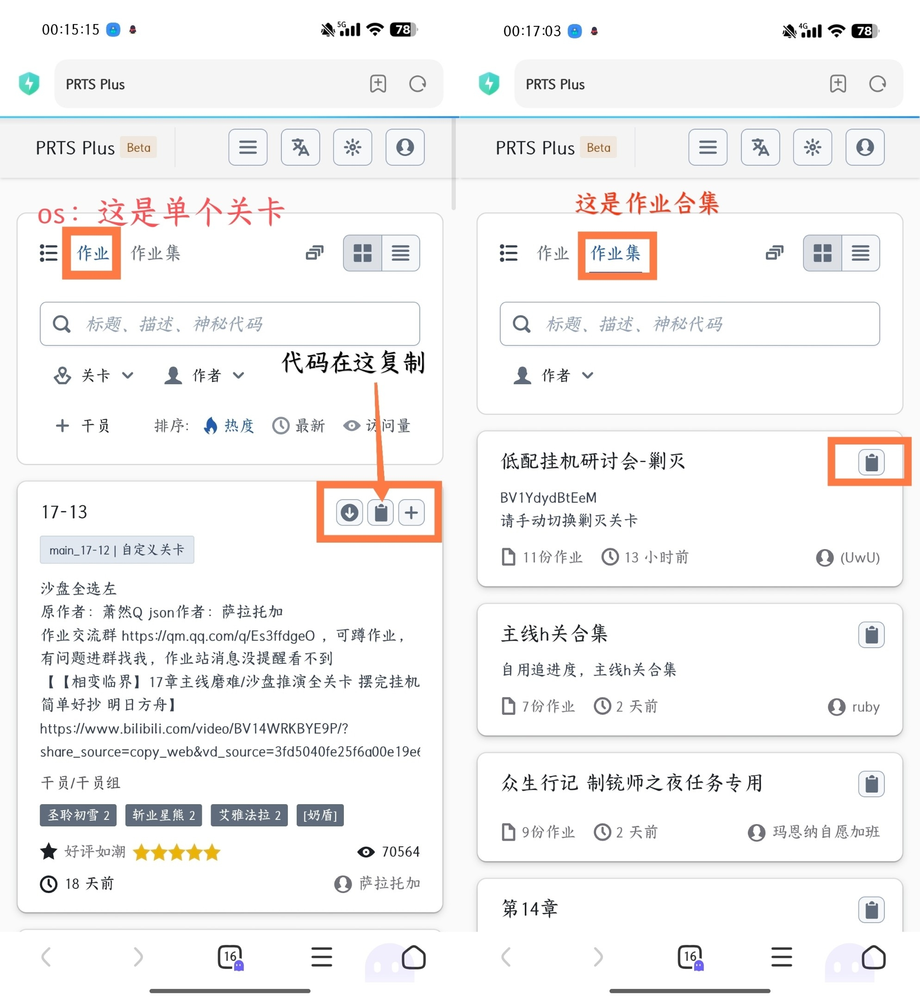 00:15:15
5G
78
PRTS Plus
PRTS Plus Beta
os：这是单个关卡
作业 作业集
标题、描述、神秘代码
代码在这复制
关卡 作者
干员 排序: 热度 最新 访问量
17-13
main_17-12 | 自定义关卡
沙盘全选左
原作者：萧然Q json作者：萨拉托加
作业交流群 https://qm.qq.com/q/Es3ffdgeO ，可蹲作业，
有问题进群找我，作业站消息没提醒看不到
【【相变临界】17章主线磨难/沙盘推演全关卡 摆完挂机
简单好抄 明日方舟】
https://www.bilibili.com/video/BV14WRKBYE9P/?
share_source=copy_web&vd_source=3fd5040fe25f6a00e19e6
干员/干员组
圣聆初雪 2 斩业星熊 2 艾雅法拉 2 [奶盾]
好评如潮 70564
18 天前 萨拉托加
16
00:17:03
4G
78
PRTS Plus
PRTS Plus Beta
这是作业合集
作业 作业集
标题、描述、神秘代码
作者
低配挂机研讨会-剿灭
BV1YdydBtEeM
请手动切换剿灭关卡
11份作业 13 小时前 (UwU)
主线h关合集
自用追进度，主线h关合集
7份作业 2 天前 ruby
众生行记 制铳师之夜任务专用
9份作业 2 天前 玛恩纳自愿加班
第14章
16